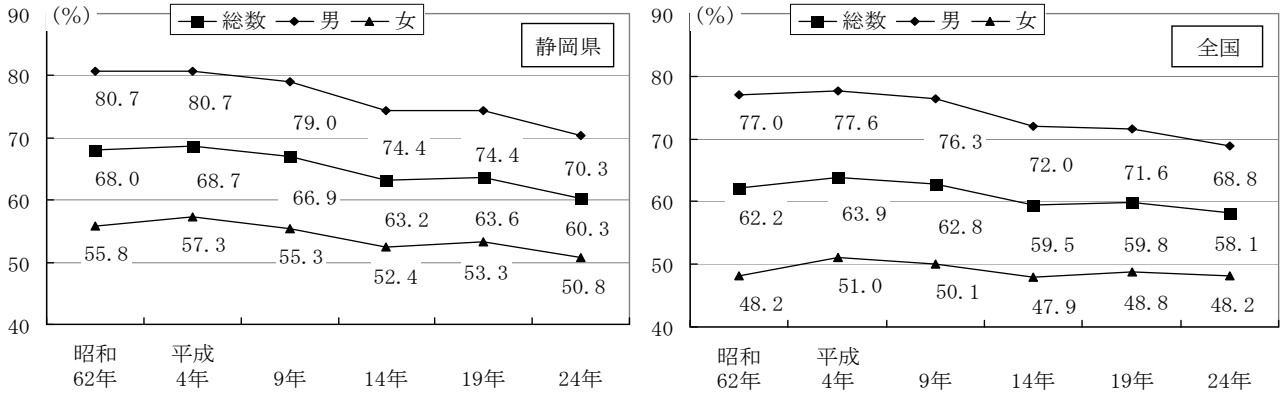 90
(%)
総数 男 女
静岡県
80
80.7 80.7 79.0 74.4 74.4 70.3
70
68.0 68.7 66.9 63.2 63.6 60.3
60
55.8 57.3 55.3 52.4 53.3 50.8
50
40
昭和 平成
62年 4年 9年 14年 19年 24年
90
(%)
総数 男 女
全国
80
77.0 77.6 76.3 72.0 71.6 68.8
70
62.2 63.9 62.8 59.5 59.8 58.1
60
50
48.2 51.0 50.1 47.9 48.8 48.2
40
昭和 平成
62年 4年 9年 14年 19年 24年